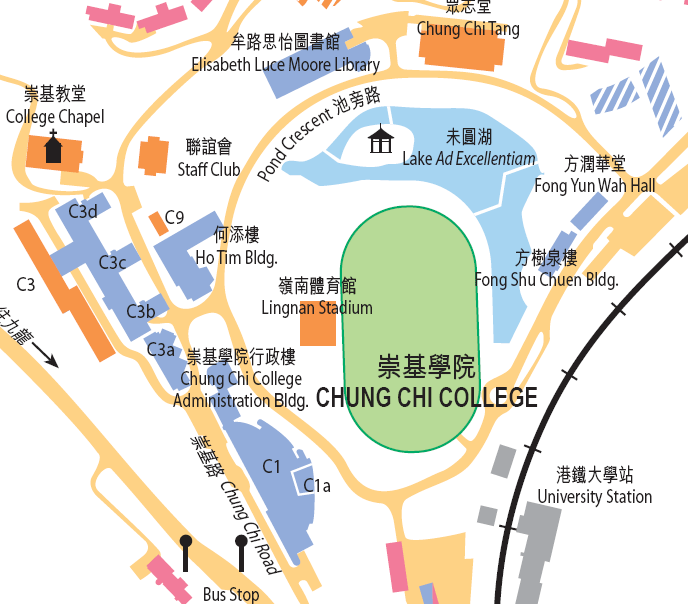 眾志堂
Chung Chi Tang
牟路思怡圖書館
Elisabeth Luce Moore Library
崇基教堂
College Chapel
聯誼會
Staff Club
Pond Crescent 池旁路
未圓湖
Lake Ad Excellentiam
方潤華堂
Fong Yun Wah Hall
C3d
C9
何添樓
Ho Tim Bldg.
C3c
方樹泉樓
Fong Shu Chuen Bldg.
C3
嶺南體育館
Lingnan Stadium
C3b
往九龍
C3a
崇基學院行政樓
Chung Chi College
Administration Bldg.
崇基學院
CHUNG CHI COLLEGE
崇基路 Chung Chi Road
C1
C1a
港鐵大學站
University Station
Bus Stop